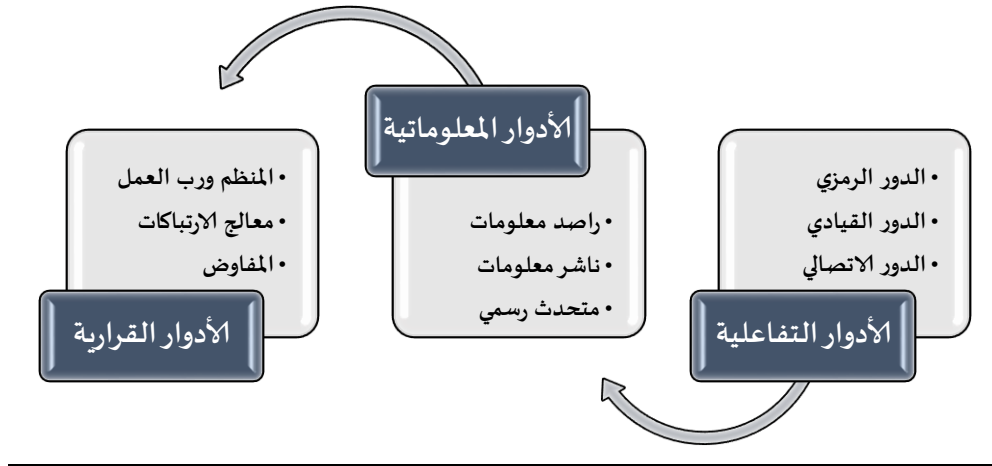 • الدور الرمزي
• الدور القيادي
• الدور الاتصالي
الأدوار التفاعلية
الأدوار المعلوماتية
• راصد معلومات
• ناشر معلومات
• متحدث رسمي
• المنظم ورب العمل
• معالج الارتباكات
• المفاوض
الأدوار القرارية